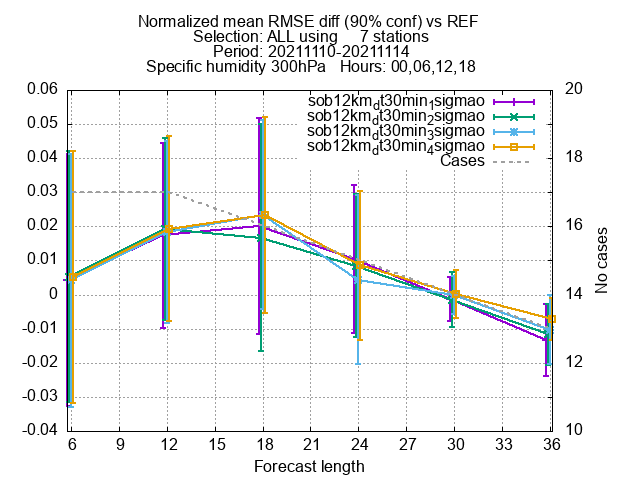 Normalized mean RMSE diff (90% conf) vs REF
Selection: ALL using     7 stations
Period: 20211110-20211114
Specific humidity 300hPa   Hours: 00,06,12,18
sob12km_dt30min_1sigmao
sob12km_dt30min_2sigmao
sob12km_dt30min_3sigmao
sob12km_dt30min_4sigmao
Cases
0.06
0.05
0.04
0.03
0.02
0.01
0
-0.01
-0.02
-0.03
-0.04
20
18
16
14
12
10
No cases
6 9 12 15 18 21 24 27 30 33 36
Forecast length